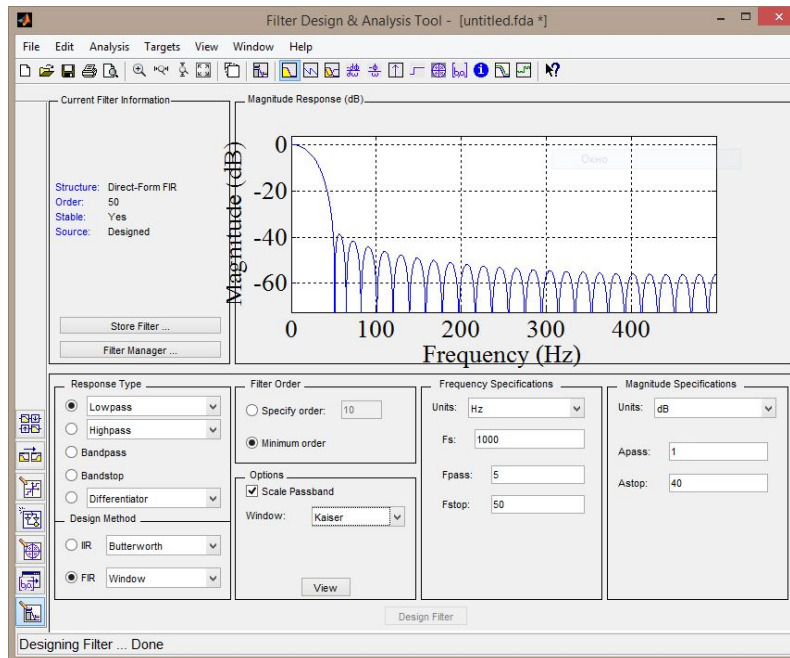 Filter Design & Analysis Tool - [untitled.fda *]
File Edit Analysis Targets View Window Help
Current Filter Information
Structure: Direct-Form FIR
Order: 50
Stable: Yes
Source: Designed
Store Filter ...
Filter Manager ...
Magnitude Response (dB)
Окно
Magnitude (dB)
0
-20
-40
-60
0 100 200 300 400
Frequency (Hz)
Response Type
Lowpass
Highpass
Bandpass
Bandstop
Differentiator
Design Method
IIR Butterworth
FIR Window
Filter Order
Specify order: 10
Minimum order
Options
Scale Passband
Window: Kaiser
View
Frequency Specifications
Units: Hz
Fs: 1000
Fpass: 5
Fstop: 50
Magnitude Specifications
Units: dB
Apass: 1
Astop: 40
Design Filter
Designing Filter ... Done